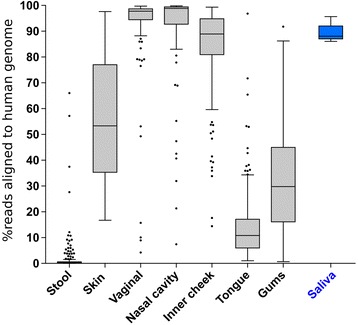 %reads aligned to human genome
100
90
80
70
60
50
40
30
20
10
0
Stool
Skin
Vaginal
Nasal cavity
Inner cheek
Tongue
Gums
Saliva